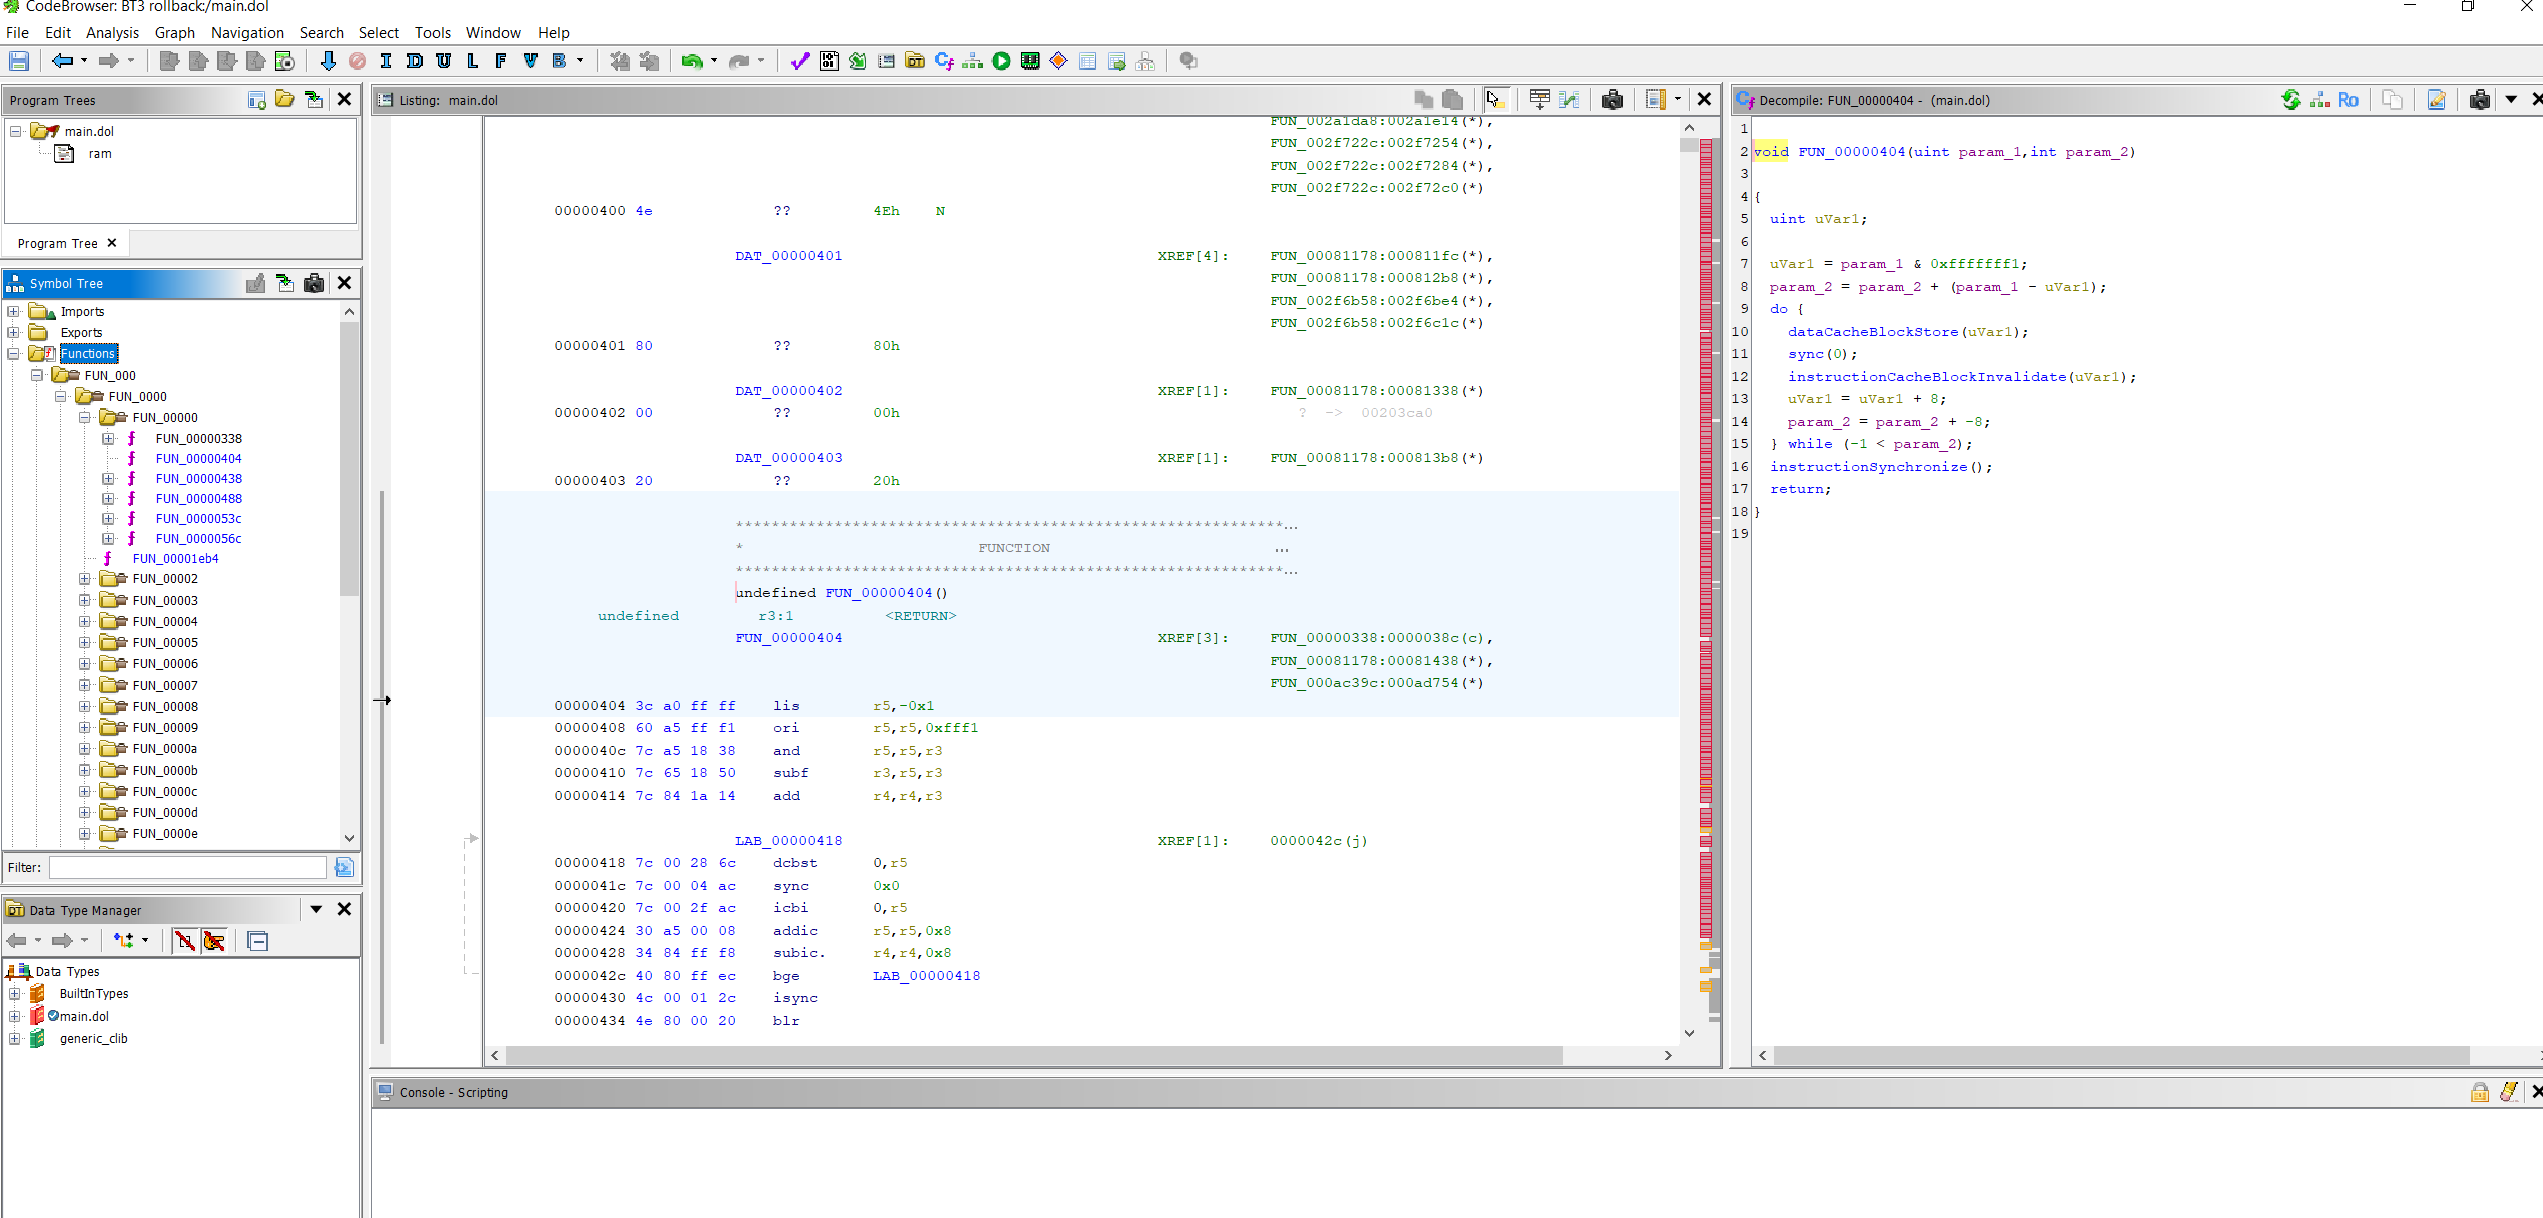 CodeBrowser: BT3 rollback:/main.dol
File Edit Analysis Graph Navigation Search Select Tools Window Help
I D U L F V B
Program Trees
main.dol
ram
Program Tree
Symbol Tree
Imports
Exports
Functions
FUN_000
FUN_0000
FUN_00000
FUN_00000338
FUN_00000404
FUN_00000438
FUN_00000488
FUN_0000053c
FUN_0000056c
FUN_00001eb4
FUN_00002
FUN_00003
FUN_00004
FUN_00005
FUN_00006
FUN_00007
FUN_00008
FUN_00009
FUN_0000a
FUN_0000b
FUN_0000c
FUN_0000d
FUN_0000e
Filter:
Data Type Manager
Data Types
BuiltInTypes
main.dol
generic_clib
Listing: main.dol
FUN_002a1da8:002a1e14(*),
FUN_002f722c:002f7254(*),
FUN_002f722c:002f7284(*),
FUN_002f722c:002f72c0(*)
00000400 4e ?? 4Eh N
DAT_00000401 XREF[4]: FUN_00081178:000811fc(*),
FUN_00081178:000812b8(*),
FUN_002f6b58:002f6be4(*),
FUN_002f6b58:002f6c1c(*)
00000401 80 ?? 80h
DAT_00000402 XREF[1]: FUN_00081178:00081338(*)
00000402 00 ?? 00h ? -> 00203ca0
DAT_00000403 XREF[1]: FUN_00081178:000813b8(*)
00000403 20 ?? 20h
*************************************************************...
* FUNCTION ...
*************************************************************...
undefined FUN_00000404()
undefined r3:1 <RETURN>
FUN_00000404 XREF[3]: FUN_00000338:0000038c(c),
FUN_00081178:00081438(*),
FUN_000ac39c:000ad754(*)
00000404 3c a0 ff ff lis r5,-0x1
00000408 60 a5 ff f1 ori r5,r5,0xfff1
0000040c 7c a5 18 38 and r5,r5,r3
00000410 7c 65 18 50 subf r3,r5,r3
00000414 7c 84 1a 14 add r4,r4,r3
LAB_00000418 XREF[1]: 0000042c(j)
00000418 7c 00 28 6c dcbst 0,r5
0000041c 7c 00 04 ac sync 0x0
00000420 7c 00 2f ac icbi 0,r5
00000424 30 a5 00 08 addic r5,r5,0x8
00000428 34 84 ff f8 subic. r4,r4,0x8
0000042c 40 80 ff ec bge LAB_00000418
00000430 4c 00 01 2c isync
00000434 4e 80 00 20 blr
Decompile: FUN_00000404 - (main.dol)
1
2 void FUN_00000404(uint param_1,int param_2)
3
4 {
5 uint uVar1;
6
7 uVar1 = param_1 & 0xfffffff1;
8 param_2 = param_2 + (param_1 - uVar1);
9 do {
10 dataCacheBlockStore(uVar1);
11 sync(0);
12 instructionCacheBlockInvalidate(uVar1);
13 uVar1 = uVar1 + 8;
14 param_2 = param_2 + -8;
15 } while (-1 < param_2);
16 instructionSynchronize();
17 return;
18 }
19
Console - Scripting